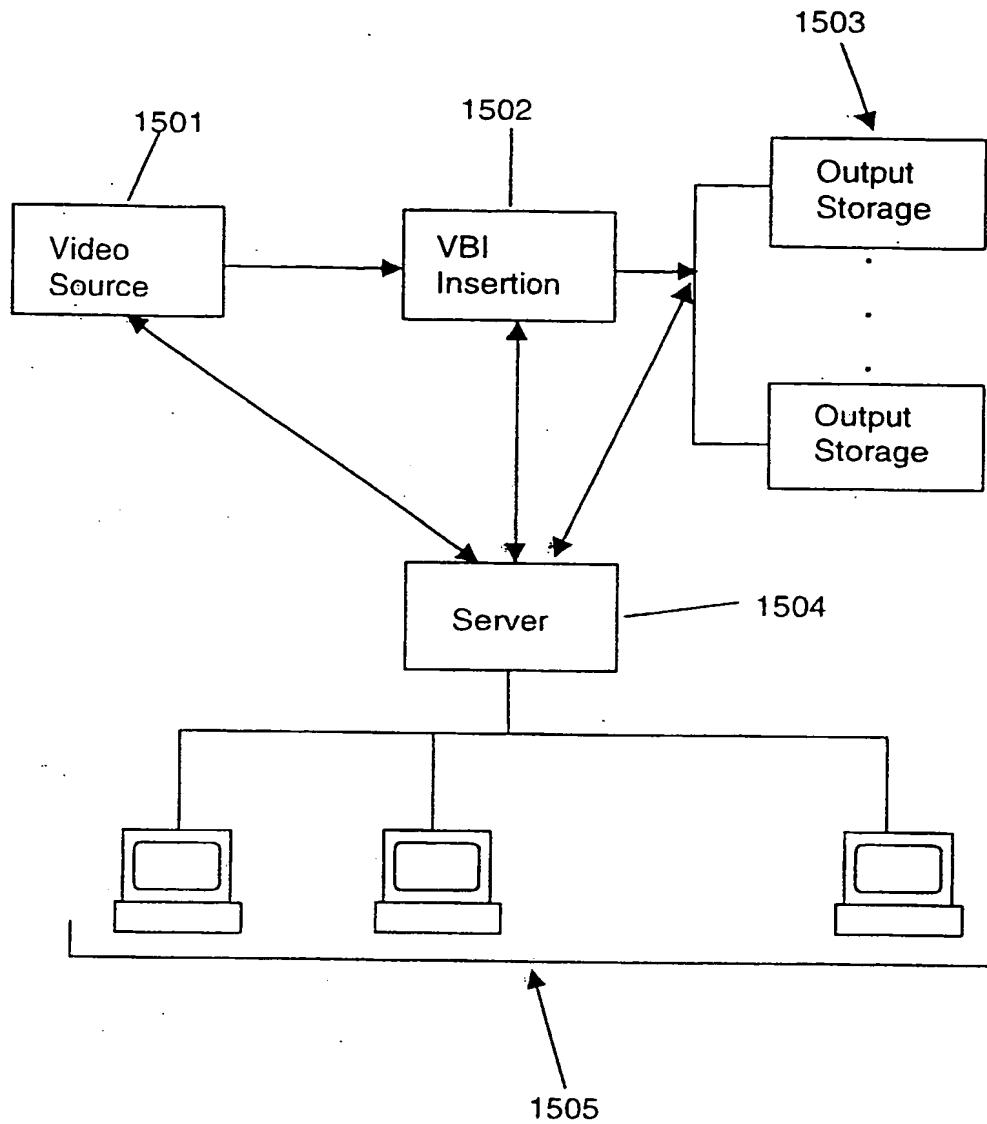 1503
1501
1502
Output
Storage
Video
Source
VBI
Insertion
Output
Storage
Server
1504
1505